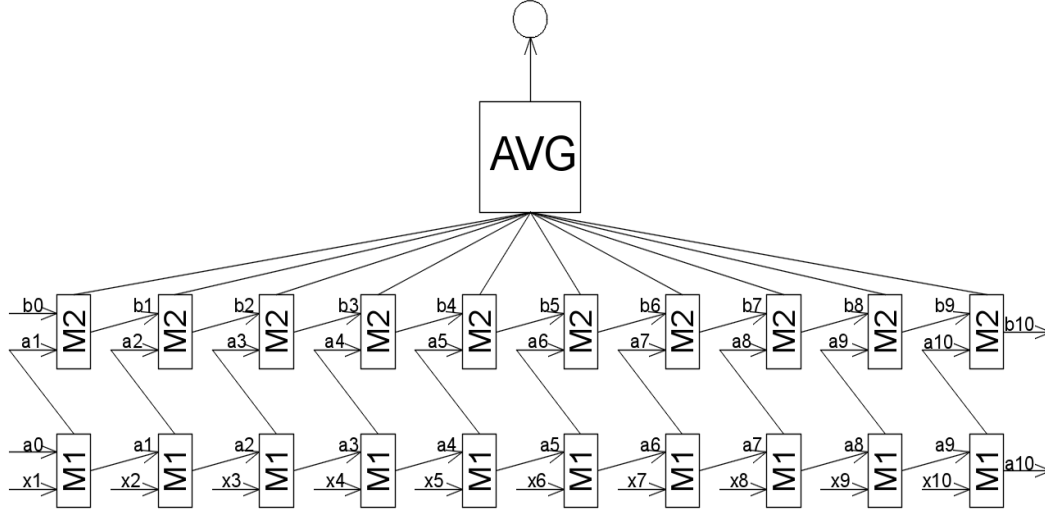 AVG
b0 b1 b2 b3 b4 b5 b6 b7 b8 b9
M2 M2 M2 M2 M2 M2 M2 M2 M2 M2
b10
a1 a2 a3 a4 a5 a6 a7 a8 a9 a10
a0 a1 a2 a3 a4 a5 a6 a7 a8 a9
M1 M1 M1 M1 M1 M1 M1 M1 M1 M1
a10
x1 x2 x3 x4 x5 x6 x7 x8 x9 x10